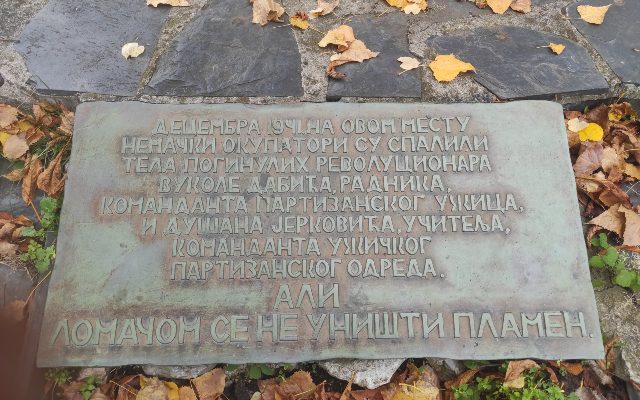 ДЕЦЕМБРА 1941. НА ОВОМ МЕСТУ
НЕМАЧКИ ОКУПАТОРИ СУ СПАЛИЛИ
ТЕЛА ПОГИНУЛИХ РЕВОЛУЦИОНАРА
ВУКОЛЕ ДАБИЋА, РАДНИКА,
КОМАНДАНТА ПАРТИЗАНСКОГ УЖИЦА,
И ДУШАНА ЈЕРКОВИЋА, УЧИТЕЉА,
КОМАНДАНТА УЖИЧКОГ
ПАРТИЗАНСКОГ ОДРЕДА.
АЛИ
ЛОМАЧОМ СЕ НЕ УНИШТИ ПЛАМЕН.